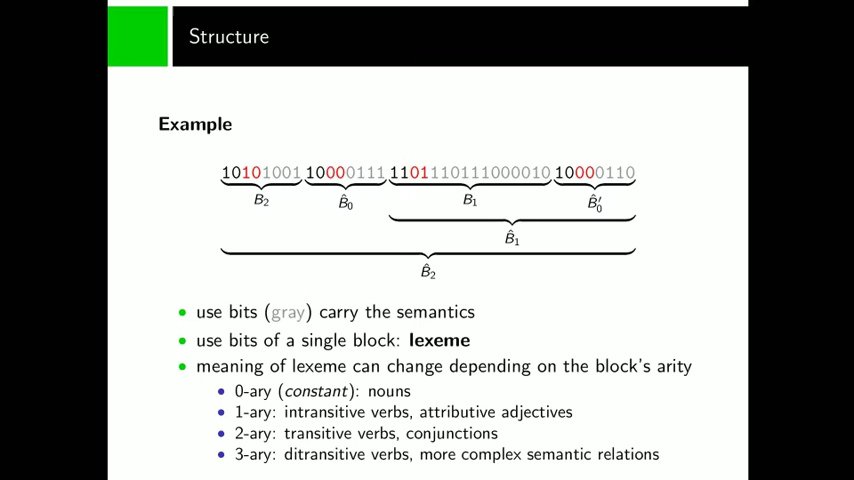 Structure
Example
10101001 10000111 1101110111000010 10000110
B₂ B̂₀ B₁ B̂₀′
B̂₁
B̂₂
• use bits (gray) carry the semantics
• use bits of a single block: lexeme
• meaning of lexeme can change depending on the block's arity
• 0-ary (constant): nouns
• 1-ary: intransitive verbs, attributive adjectives
• 2-ary: transitive verbs, conjunctions
• 3-ary: ditransitive verbs, more complex semantic relations